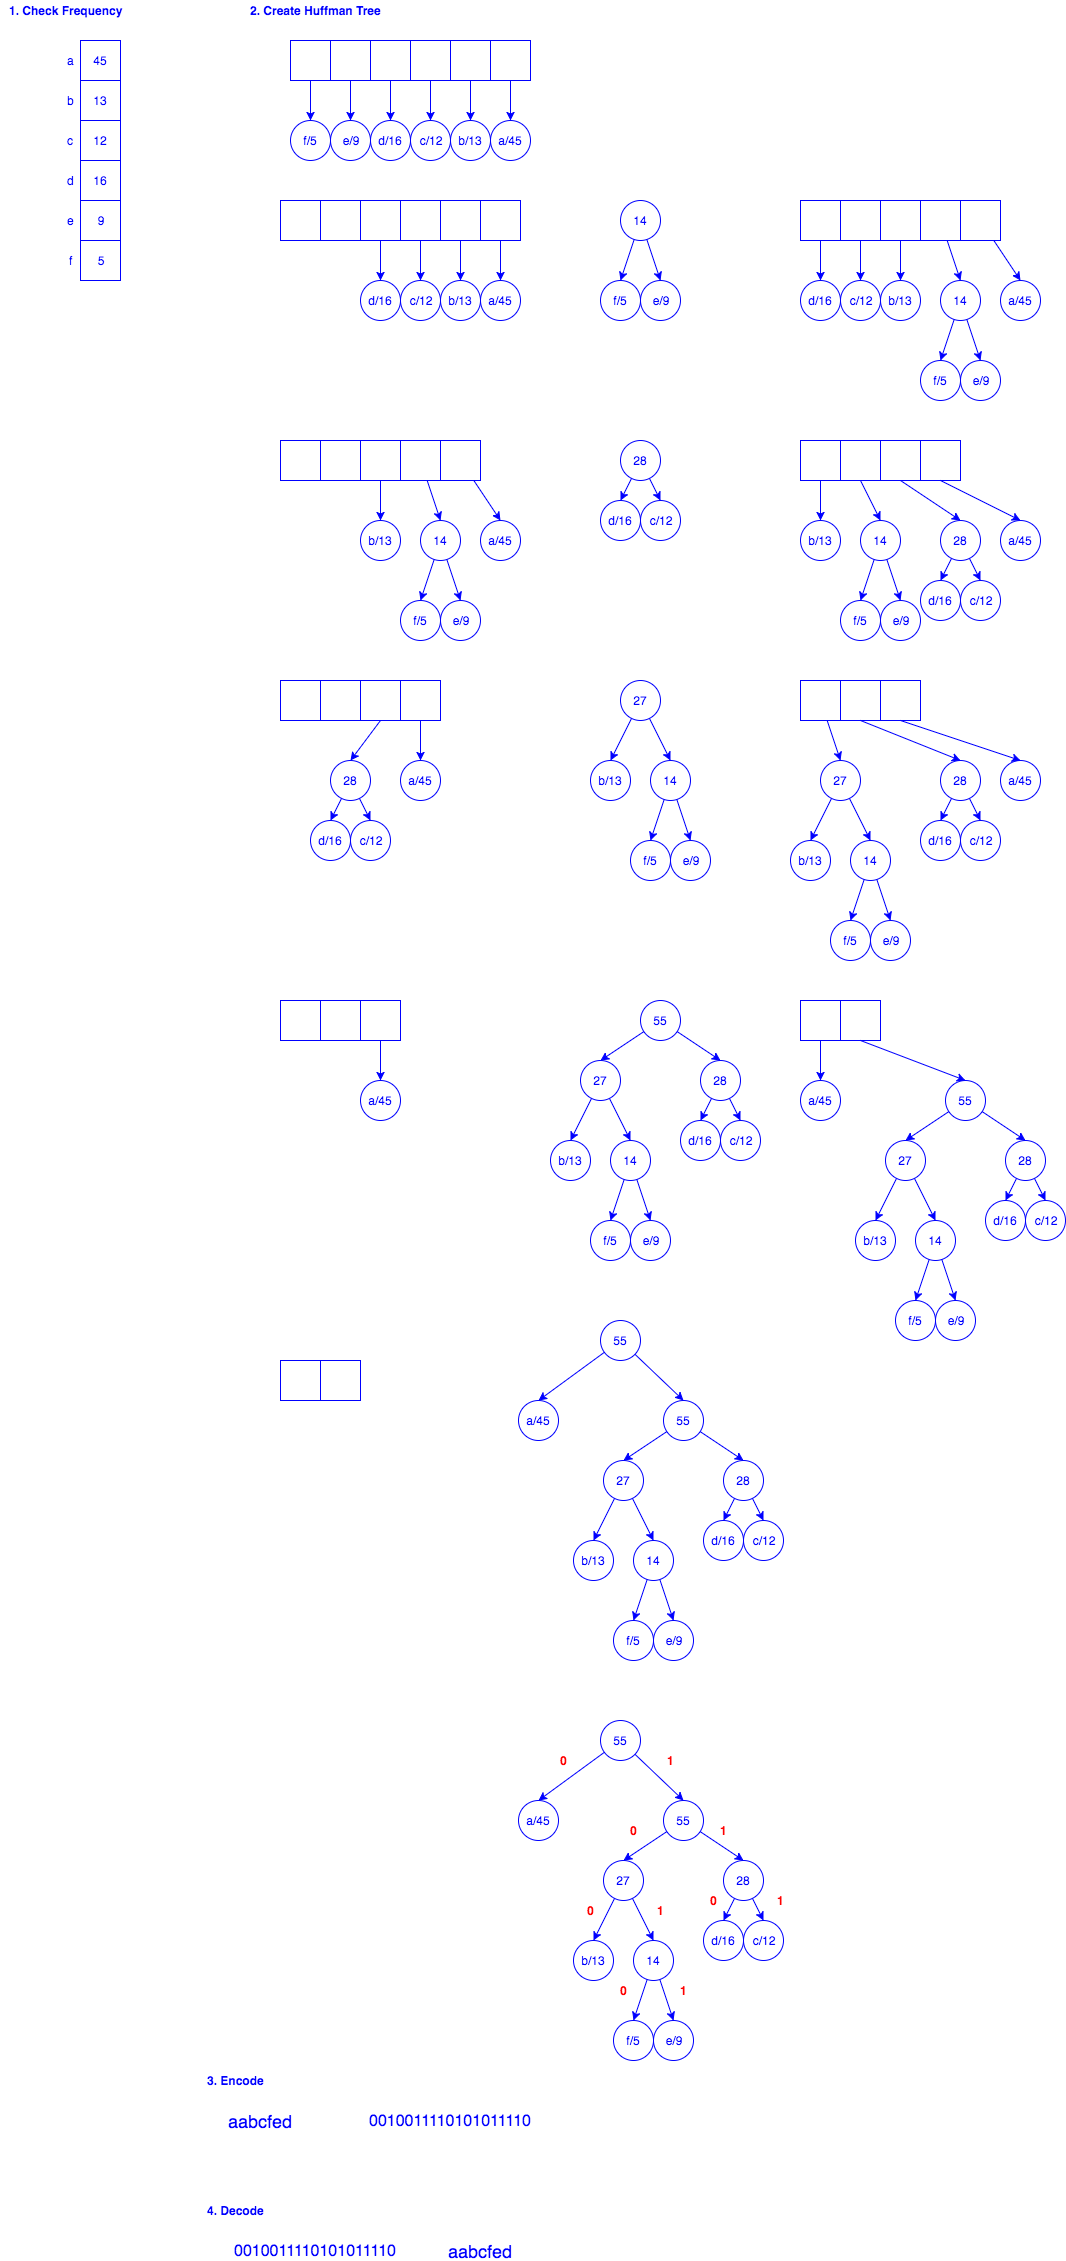 1. Check Frequency
2. Create Huffman Tree
a 45
b 13
c 12
d 16
e 9
f 5
f/5 e/9 d/16 c/12 b/13 a/45
14
d/16 c/12 b/13 a/45
f/5 e/9
d/16 c/12 b/13 14 a/45
f/5 e/9
28
b/13 14 a/45
d/16 c/12
b/13 14 28 a/45
f/5 e/9
f/5 e/9 d/16 c/12
27
28 a/45
b/13 14
27 28 a/45
d/16 c/12
f/5 e/9
b/13 14 d/16 c/12
f/5 e/9
55
27 28
a/45
a/45 55
b/13 14 d/16 c/12
27 28
f/5 e/9
b/13 14 d/16 c/12
f/5 e/9
55
a/45 55
27 28
b/13 14 d/16 c/12
f/5 e/9
55
0 1
a/45 55
0 1
27 28
0 1 0 1
b/13 14 d/16 c/12
0 1
f/5 e/9
3. Encode
aabcfed 0010011110101011110
4. Decode
0010011110101011110 aabcfed